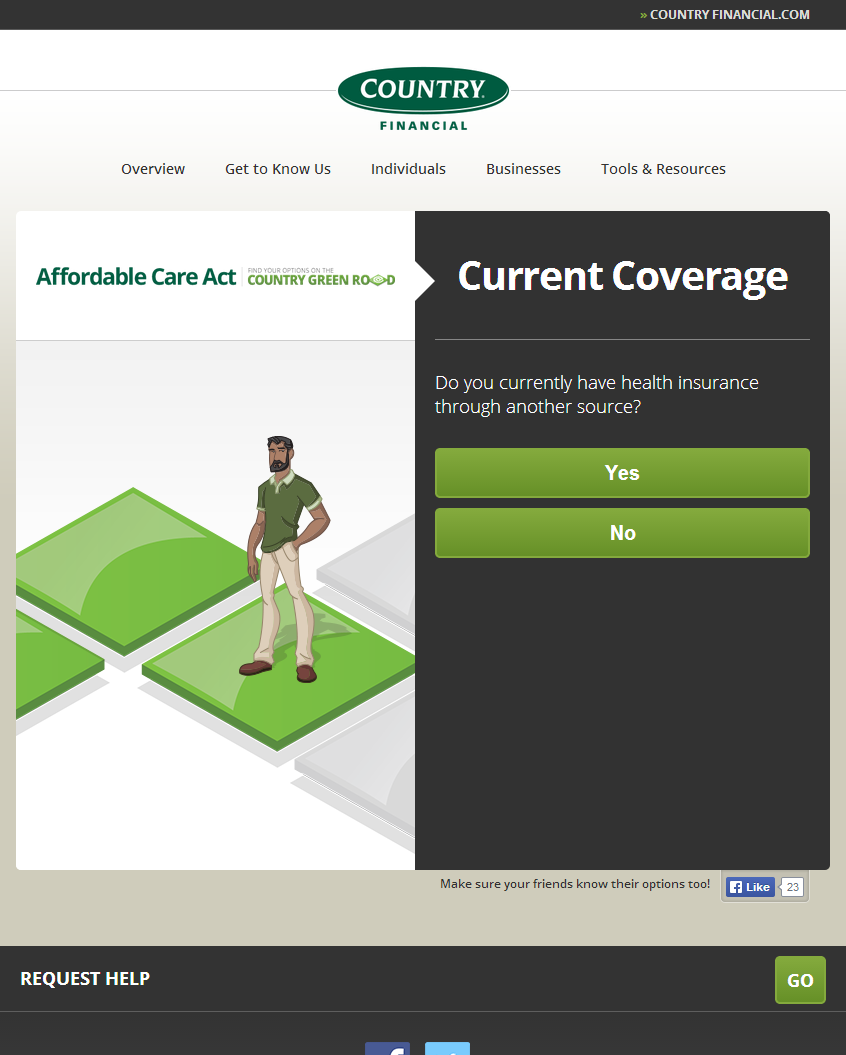 » COUNTRY FINANCIAL.COM
COUNTRY
FINANCIAL
Overview Get to Know Us Individuals Businesses Tools & Resources
Affordable Care Act
FIND YOUR OPTIONS ON THE
COUNTRY GREEN ROAD
Current Coverage
Do you currently have health insurance
through another source?
Yes
No
Make sure your friends know their options too!
Like
23
REQUEST HELP
GO